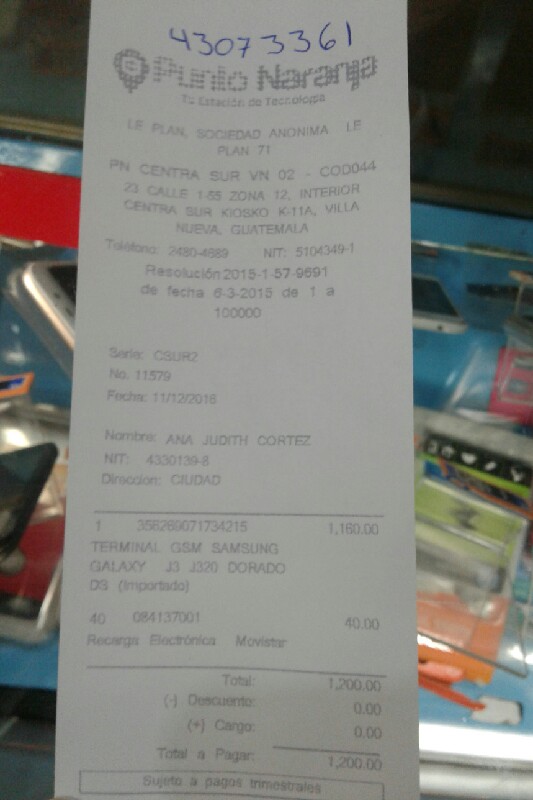 43073361
Punto Naranja
Tu Estación de Tecnología
LE PLAN, SOCIEDAD ANONIMA LE
PLAN 71
PN CENTRA SUR VN 02 - COD044
23 CALLE 1-55 ZONA 12, INTERIOR
CENTRA SUR KIOSKO K-11A, VILLA
NUEVA, GUATEMALA
Teléfono: 2480-4689 NIT: 5104349-1
Resolución 2015-1-57-9691
de fecha 6-3-2015 de 1 a
100000
Serie: CSUR2
No. 11579
Fecha: 11/12/2016
Nombre: ANA JUDITH CORTEZ
NIT: 4330139-8
Direccion: CIUDAD
1 356269071734215 1,160.00
TERMINAL GSM SAMSUNG
GALAXY J3 J320 DORADO
DS (Importado)
40 084137001 40.00
Recarga Electrónica Movistar
Total: 1,200.00
(-) Descuento: 0.00
(+) Cargo: 0.00
Total a Pagar: 1,200.00
Sujeto a pagos trimestrales